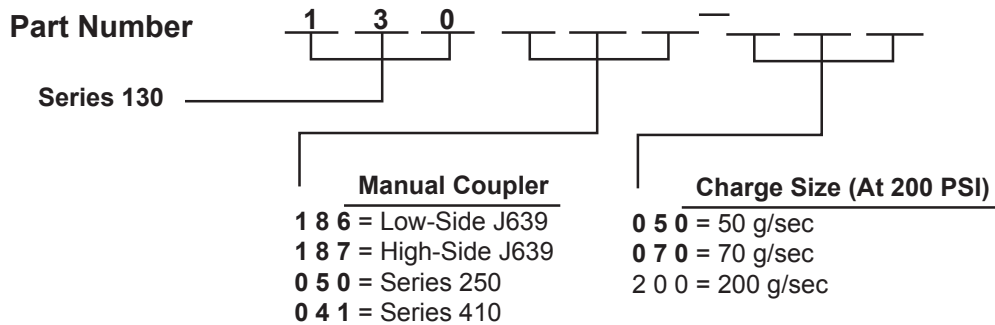 Part Number 1 3 0 —
Series 130
Manual Coupler
1 8 6 = Low-Side J639
1 8 7 = High-Side J639
0 5 0 = Series 250
0 4 1 = Series 410
Charge Size (At 200 PSI)
0 5 0 = 50 g/sec
0 7 0 = 70 g/sec
2 0 0 = 200 g/sec